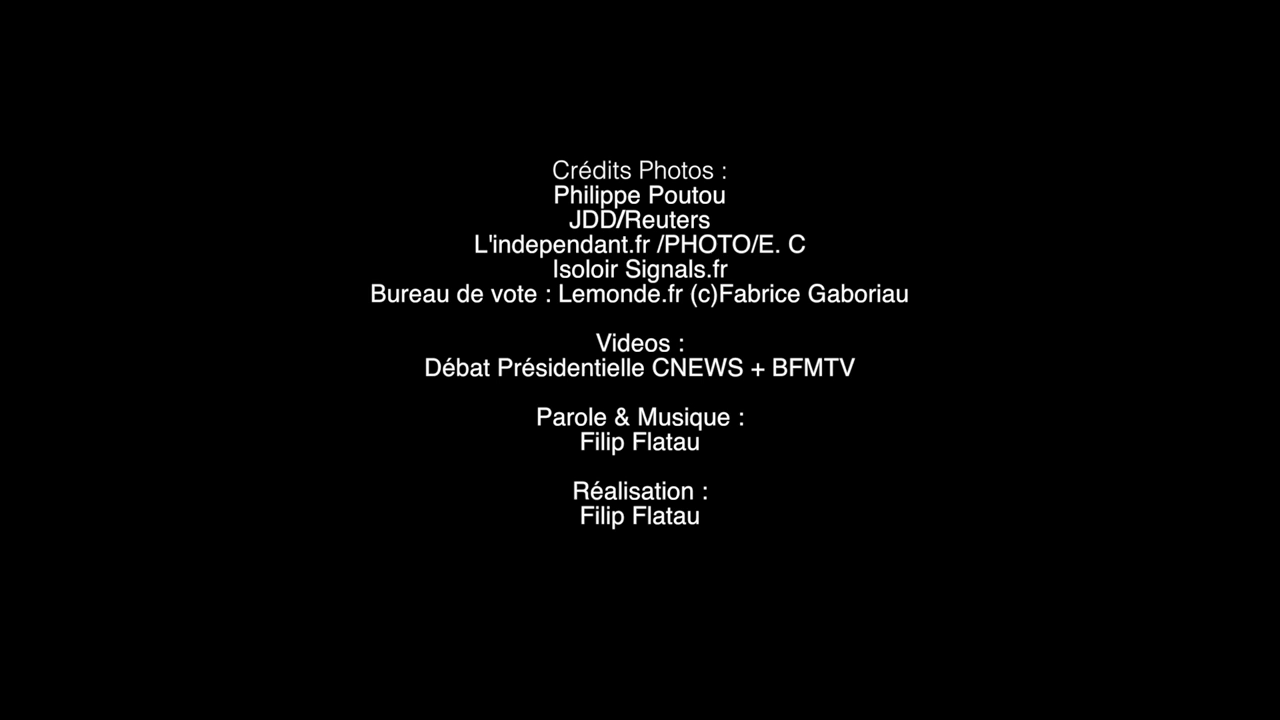 Crédits Photos :
Philippe Poutou
JDD/Reuters
L'independant.fr /PHOTO/E. C
Isoloir Signals.fr
Bureau de vote : Lemonde.fr (c)Fabrice Gaboriau
Videos :
Débat Présidentielle CNEWS + BFMTV
Parole & Musique :
Filip Flatau
Réalisation :
Filip Flatau